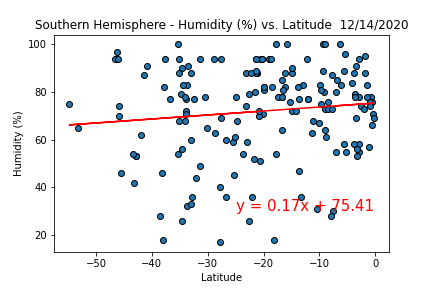 Southern Hemisphere - Humidity (%) vs. Latitude 12/14/2020
100
80
60
40
20
Humidity (%)
y = 0.17x + 75.41
−50 −40 −30 −20 −10 0
Latitude